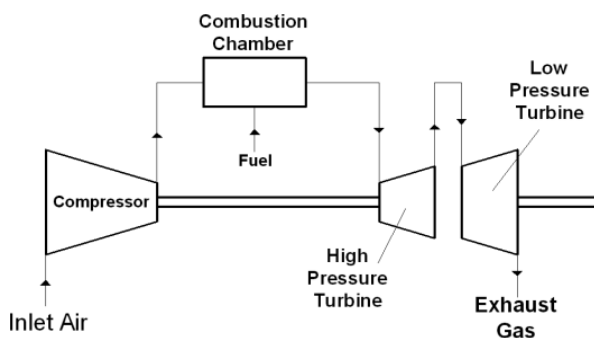 Combustion
Chamber
Low
Pressure
Turbine
Fuel
Compressor
High
Pressure
Turbine
Inlet Air
Exhaust
Gas